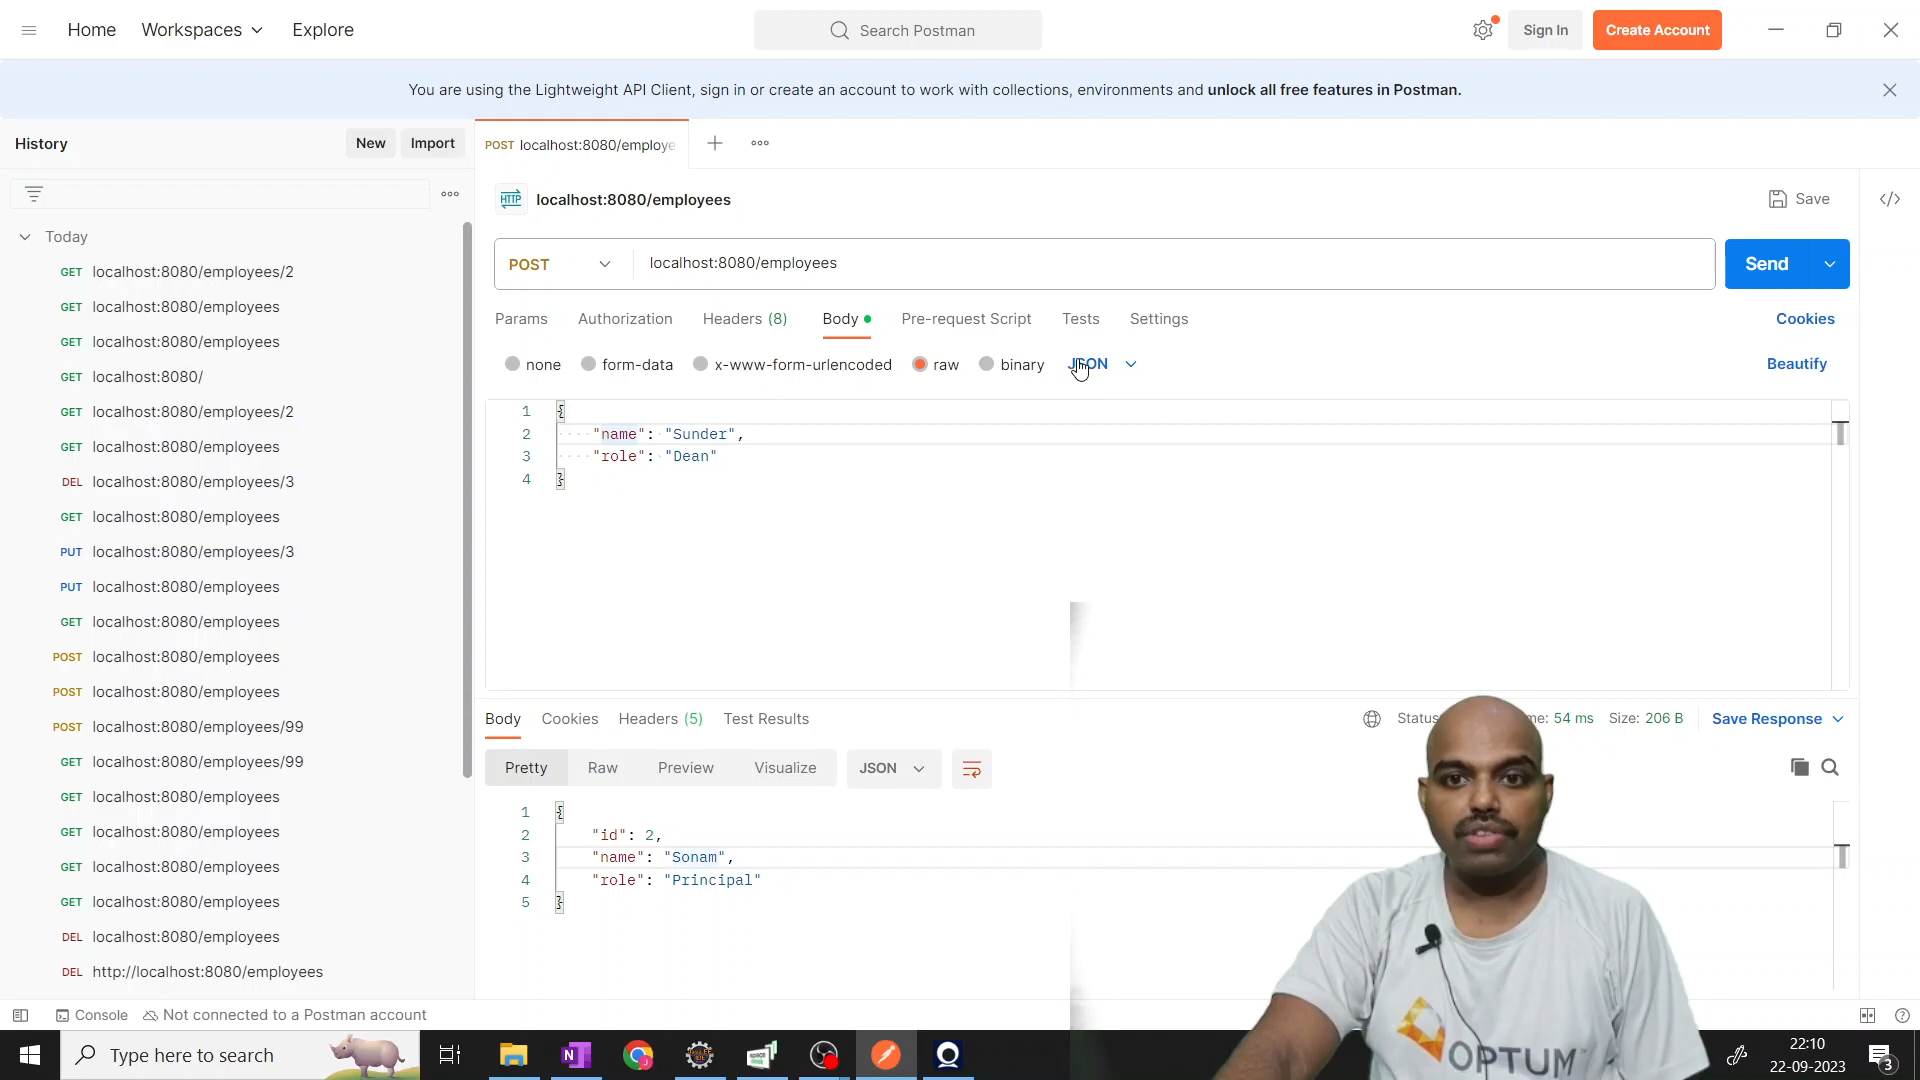 Home
Workspaces
Explore
Search Postman
Sign In
Create Account
You are using the Lightweight API Client, sign in or create an account to work with collections, environments and unlock all free features in Postman.
History
New
Import
POST localhost:8080/employe
HTTP localhost:8080/employees
Save
</>
Today
GET localhost:8080/employees/2
GET localhost:8080/employees
GET localhost:8080/employees
GET localhost:8080/
GET localhost:8080/employees/2
GET localhost:8080/employees
DEL localhost:8080/employees/3
GET localhost:8080/employees
PUT localhost:8080/employees/3
PUT localhost:8080/employees
GET localhost:8080/employees
POST localhost:8080/employees
POST localhost:8080/employees
POST localhost:8080/employees/99
GET localhost:8080/employees/99
GET localhost:8080/employees
GET localhost:8080/employees
GET localhost:8080/employees
GET localhost:8080/employees
DEL localhost:8080/employees
DEL http://localhost:8080/employees
POST
localhost:8080/employees
Send
Params Authorization Headers (8) Body Pre-request Script Tests Settings
Cookies
none form-data x-www-form-urlencoded raw binary JSON
Beautify
1 {
2 "name": "Sunder",
3 "role": "Dean"
4 }
Body Cookies Headers (5) Test Results
Status
me: 54 ms Size: 206 B
Save Response
Pretty Raw Preview Visualize
JSON
1 {
2 "id": 2,
3 "name": "Sonam",
4 "role": "Principal"
5 }
OPTUM
Console
Not connected to a Postman account
Type here to search
22:10
22-09-2023
3